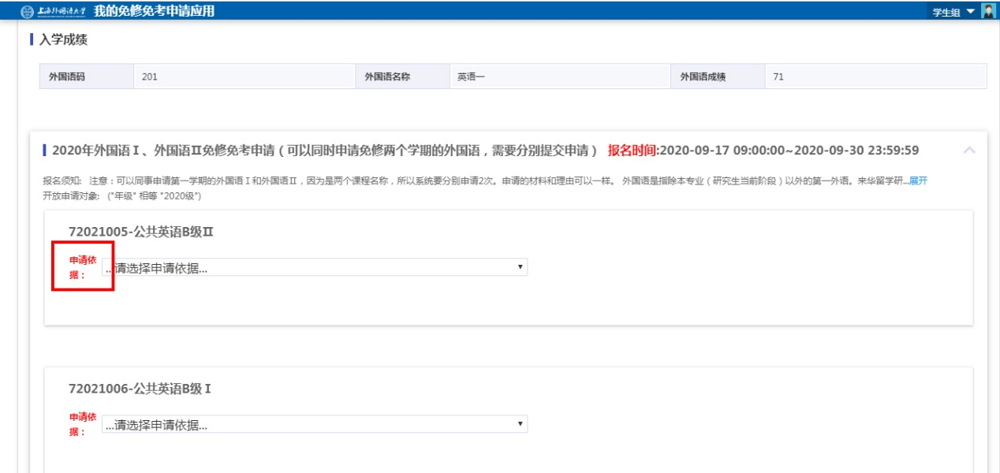 上海外国语大学 我的免修免考申请应用 学生组
入学成绩
外国语码 201 外国语名称 英语一 外国语成绩 71
2020年外国语Ⅰ、外国语Ⅱ免修免考申请(可以同时申请免修两个学期的外国语,需要分别提交申请) 报名时间:2020-09-17 09:00:00~2020-09-30 23:59:59
报名须知: 注意:可以同事申请第一学期的外国语Ⅰ和外国语Ⅱ,因为是两个课程名称,所以系统要分别申请2次。申请的材料和理由可以一样。 外国语是指除本专业(研究生当前阶段)以外的第一外语。来华留学研...展开
开放申请对象: ("年级" 相等 "2020级")
72021005-公共英语B级Ⅱ
申请依
据:
...请选择申请依据...
72021006-公共英语B级Ⅰ
申请依
据:
...请选择申请依据...